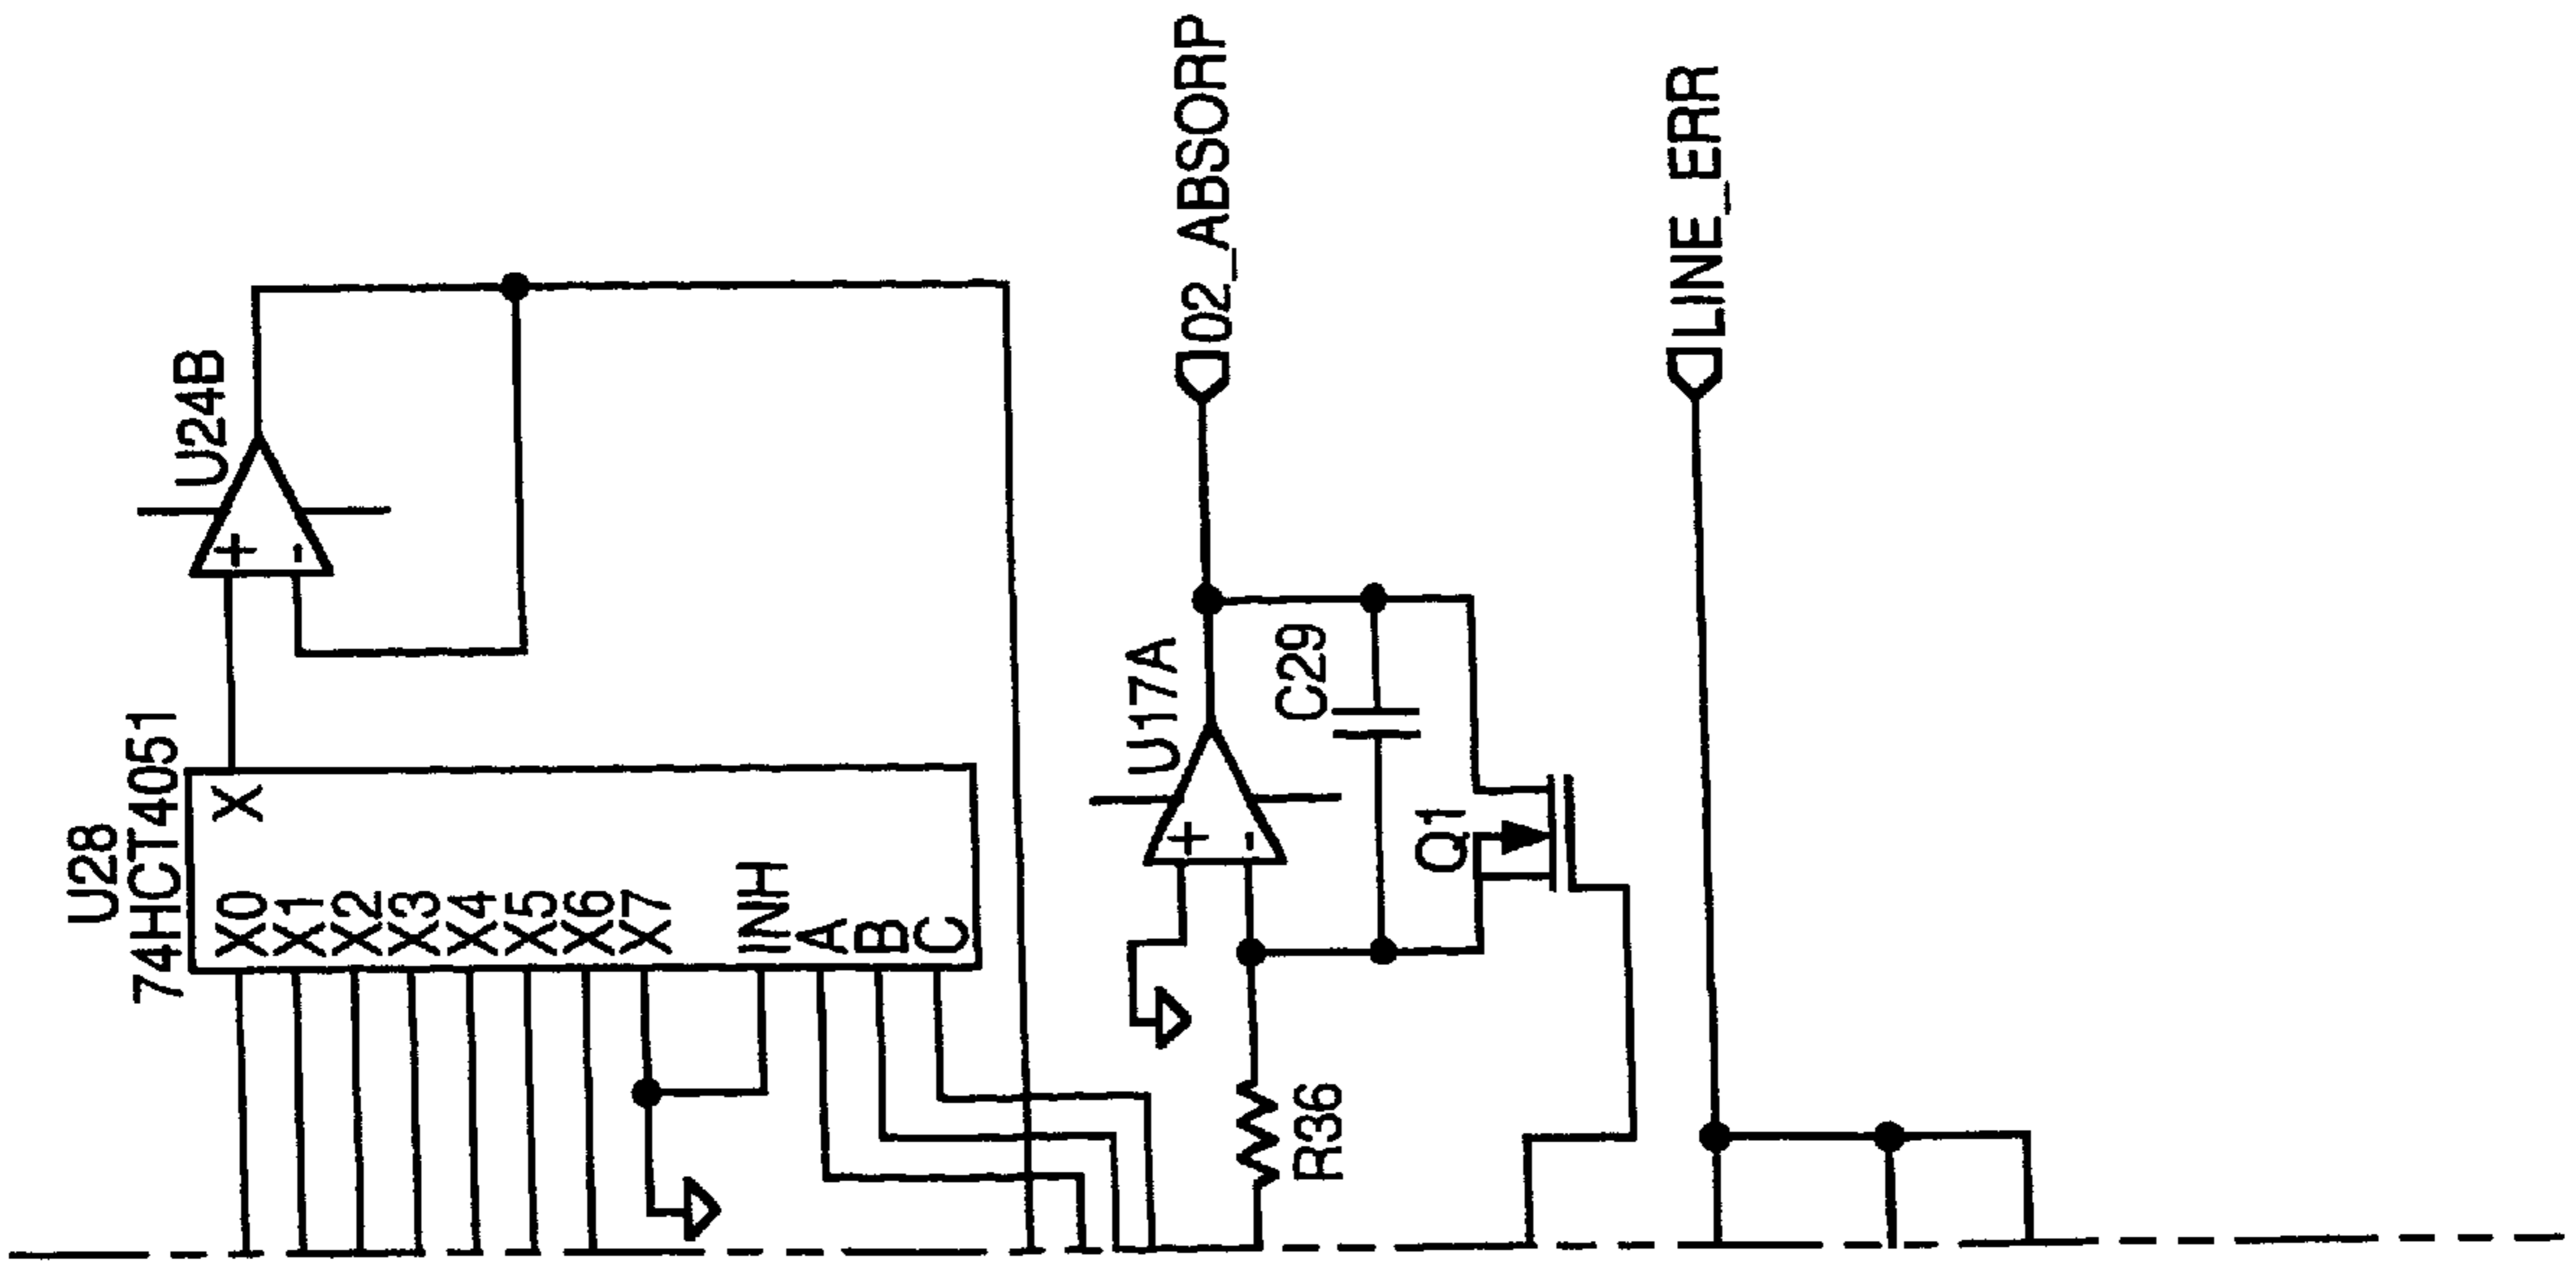 U28
74HCT4051
X0
X1
X2
X3
X4
X5
X6
X7
INH
A
B
C
X
U24B
+
-
U17A
+
-
C29
Q1
R36
02_ABSORP
LINE_ERR